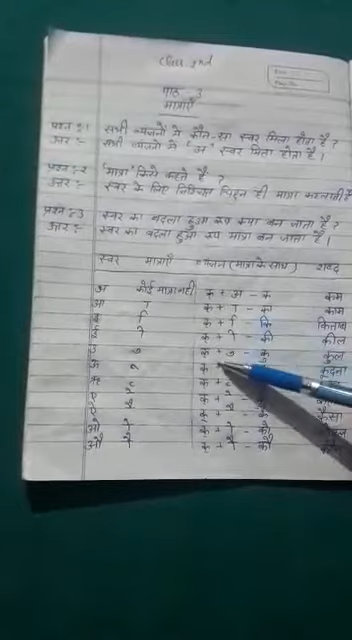 Class 2nd
पाठ - 3
मात्राएँ
प्रश्न :-1 सभी व्यंजनों मे कौन-सा स्वर मिला होता है?
उत्तर :- सभी व्यंजनों मे "अ" स्वर मिला होता है।
प्रश्न :-2 'मात्रा' किसे कहते हैं ?
उत्तर :- स्वर के लिए निश्चित चिह्न ही मात्रा कहलाती है
प्रश्न :-3 स्वर का बदला हुआ रूप क्या बन जाता है?
उत्तर :- स्वर का बदला हुआ रूप मात्रा बन जाता है।
स्वर मात्राएँ व्यंजन (मात्रा के साथ) शब्द
अ कोई मात्रा नही क + अ - क कम
आ ा क + ा - का काम
इ ि क + ि - कि किताब
ई ी क + ी - की कील
उ ु क + ु - कु कुल
ऊ ू क कूदना
ऋ ृ क +
ए े क +
ऐ ै क + ै - कै कैसा
ओ ो क + ो - को
औ ौ क + ौ - कौ